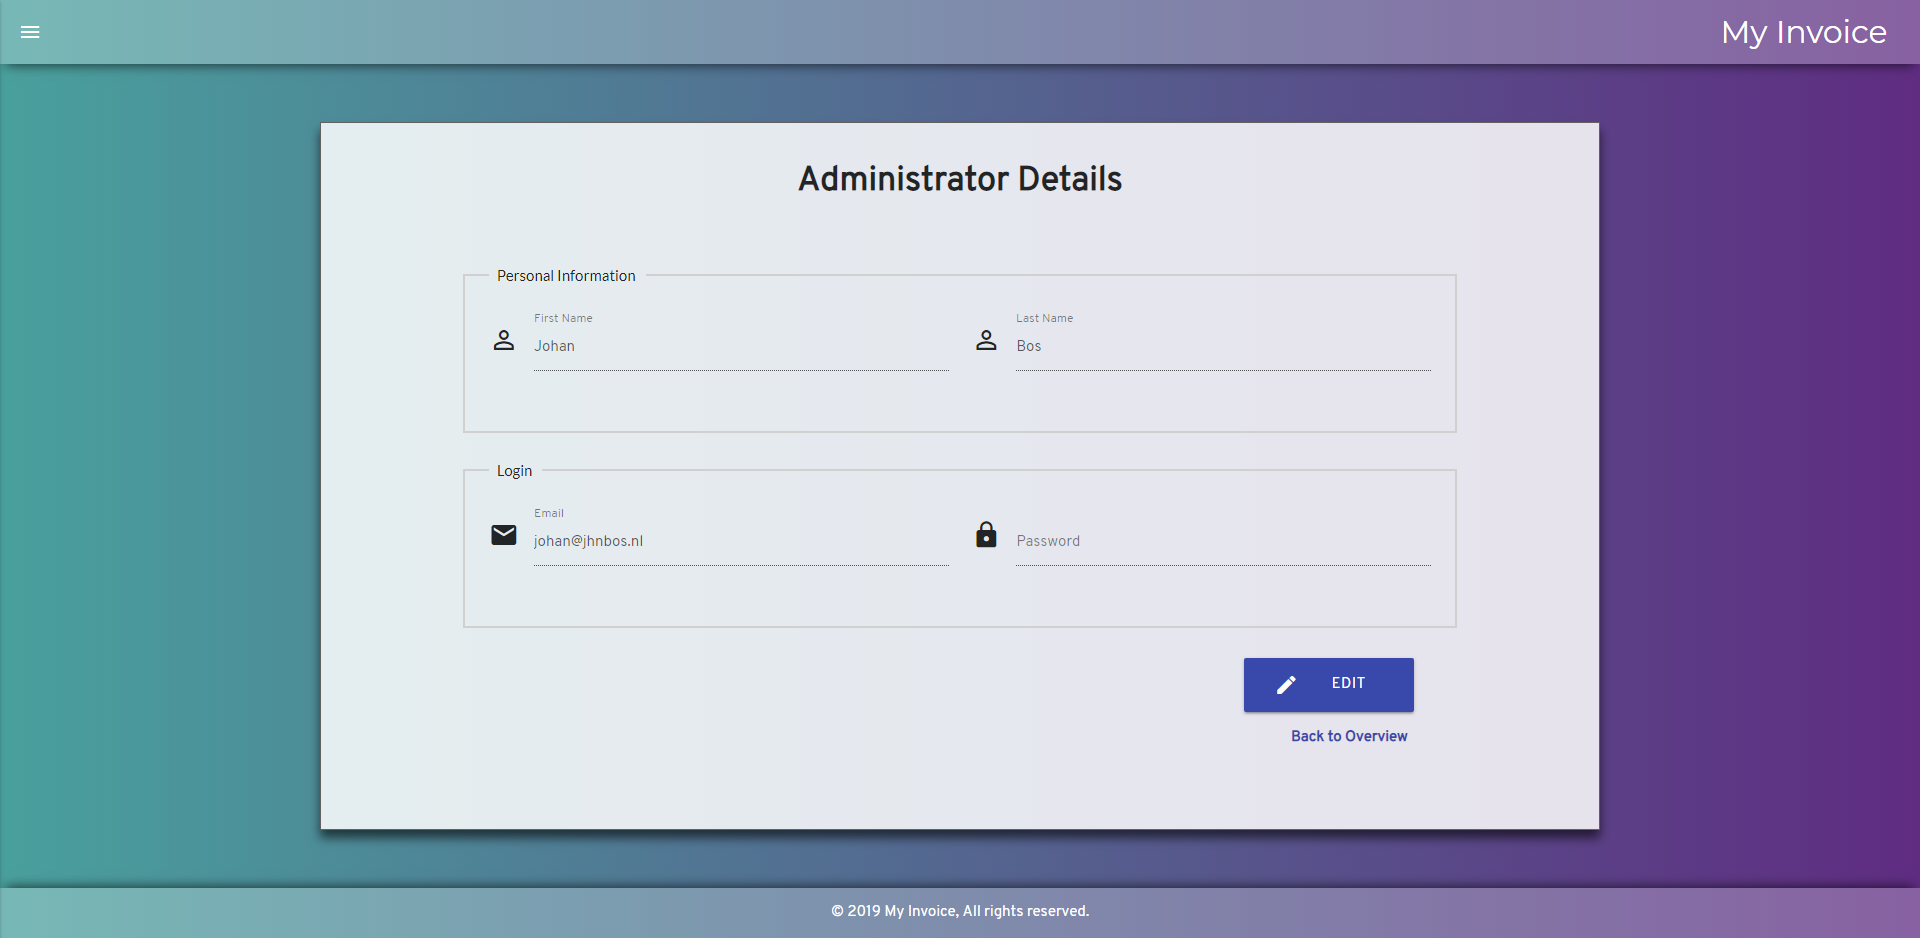 My Invoice
Administrator Details
Personal Information
First Name
Johan
Last Name
Bos
Login
Email
johan@jhnbos.nl
Password
EDIT
Back to Overview
© 2019 My Invoice, All rights reserved.